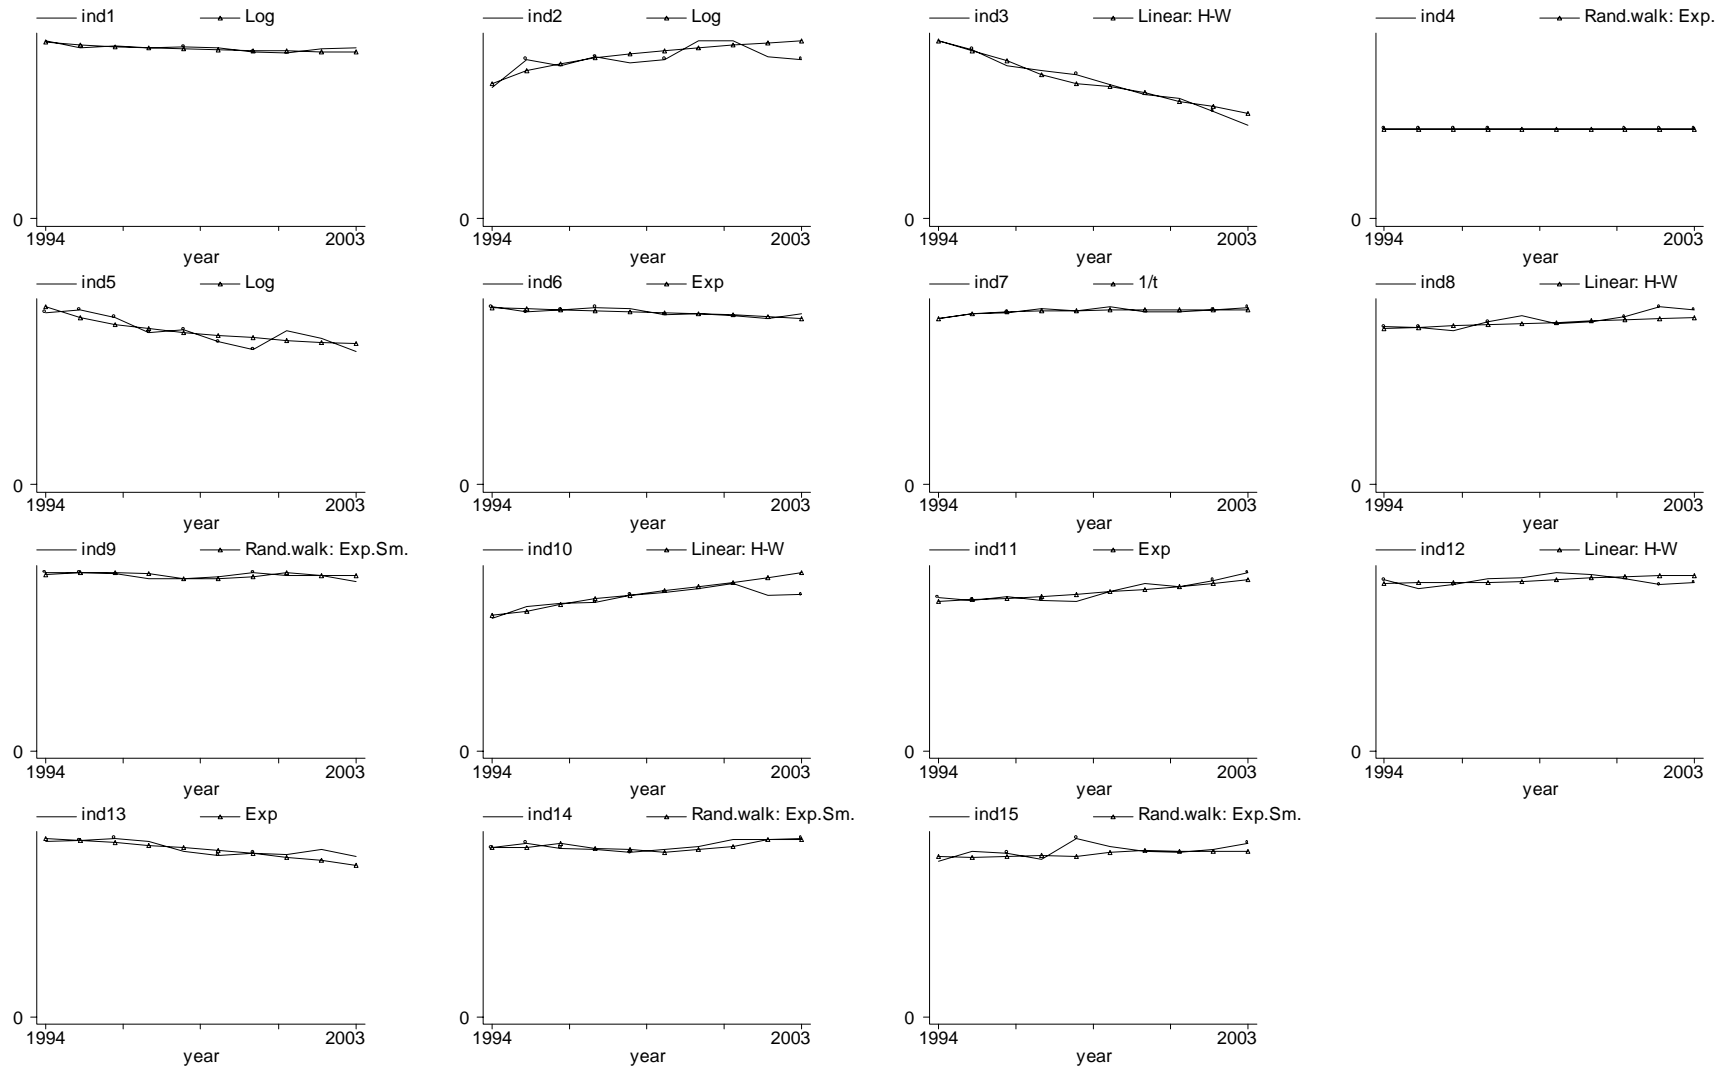 ind1 Log
0
1994 2003
year
ind2 Log
0
1994 2003
year
ind3 Linear: H-W
0
1994 2003
year
ind4 Rand.walk: Exp.
0
1994 2003
year
ind5 Log
0
1994 2003
year
ind6 Exp
0
1994 2003
year
ind7 1/t
0
1994 2003
year
ind8 Linear: H-W
0
1994 2003
year
ind9 Rand.walk: Exp.Sm.
0
1994 2003
year
ind10 Linear: H-W
0
1994 2003
year
ind11 Exp
0
1994 2003
year
ind12 Linear: H-W
0
1994 2003
year
ind13 Exp
0
1994 2003
year
ind14 Rand.walk: Exp.Sm.
0
1994 2003
year
ind15 Rand.walk: Exp.Sm.
0
1994 2003
year